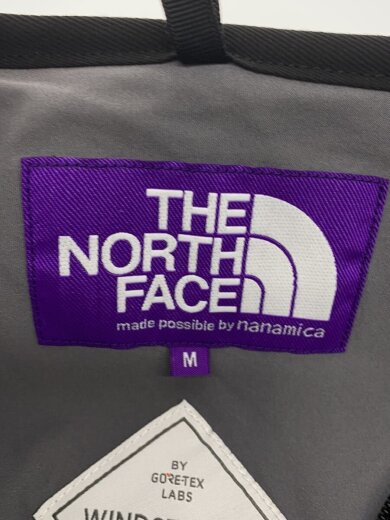 THE
NORTH
FACE
made possible by nanamica
M
BY
GORE-TEX
LABS